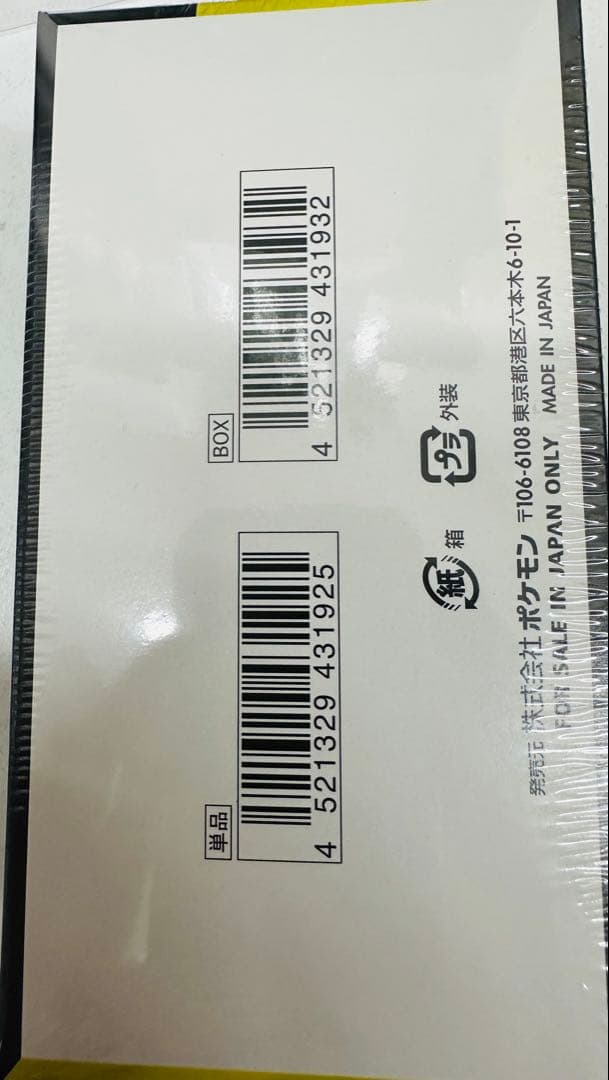 単品
4 521329 431925
BOX
4 521329 431932
紙 箱
プラ 外装
発売元 株式会社 ポケモン 〒106-6108 東京都港区六本木6-10-1
FOR SALE IN JAPAN ONLY MADE IN JAPAN